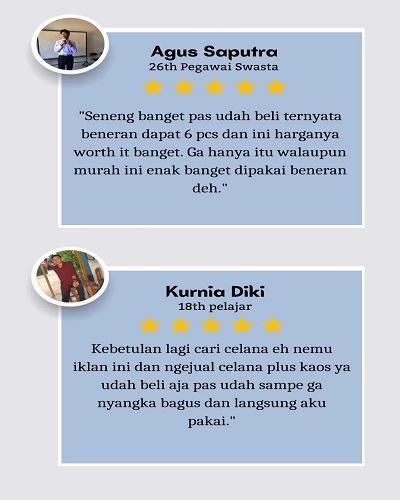 Agus Saputra
26th Pegawai Swasta
"Seneng banget pas udah beli ternyata
beneran dapat 6 pcs dan ini harganya
worth it banget. Ga hanya itu walaupun
murah ini enak banget dipakai beneran
deh."
Kurnia Diki
18th pelajar
Kebetulan lagi cari celana eh nemu
iklan ini dan ngejual celana plus kaos ya
udah beli aja pas udah sampe ga
nyangka bagus dan langsung aku
pakai."